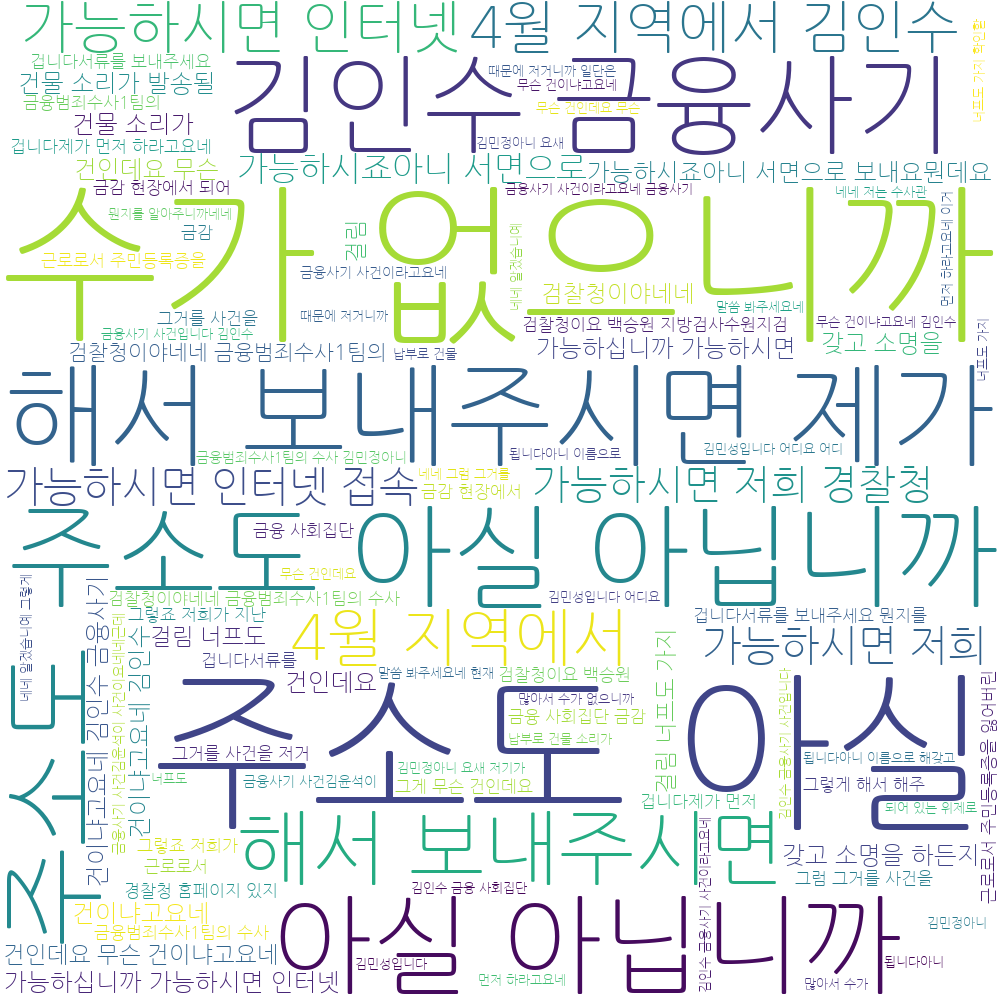 가능하시면 인터넷
4월 지역에서 김인수
겁니다서류를 보내주세요
건물 소리가 발송될
금융범죄수사1팀의
건물 소리가
겁니다제가 먼저 하라고요네
건인데요 무슨
금감 현장에서 되어
뭔지를 알아주니까네네
금감
근로로서 주민등록증을
김인수 금융사기
때문에 저거니까 일단은
무슨 건이냐고요네
무슨 건인데요 무슨
김민정아니 요새
너프도 가지 확인할
가능하시죠아니 서면으로
가능하시죠아니 서면으로 보내요뭔데요
금융사기 사건이라고요네 금융사기
네네 저는 수사관
먼저 하라고요네 이거
수가 없으니까
걸림
금융사기 사건이라고요네
네네 알겠습니예
검찰청이야네네
말씀 봐주세요네
그거를 사건을
때문에 저거니까
금융사기 사건입니다 김인수
검찰청이요 백승원 지방검사수원지검
무슨 건이냐고요네 김인수
너프도 가지
검찰청이야네네 금융범죄수사1팀의
납부로 건물
가능하십니까 가능하시면
갖고 소명을
해서 보내주시면 제가
금융범죄수사1팀의 수사 김민정아니
됩니다아니 이름으로
김민성입니다 어디요 어디
가능하시면 인터넷 접속
네네 그럼 그거를
금감 현장에서
가능하시면 저희 경찰청
주소도 아실 아닙니까
금융 사회집단
무슨 건인데요
네네 알겠습니예 그렇게
검찰청이야네네 금융범죄수사1팀의 수사
김민성입니다 어디요
그렇죠 저희가 지난
걸림 너프도
겁니다서류를 보내주세요 뭔지를
4월 지역에서
가능하시면 저희
겁니다서류를
건인데요
말씀 봐주세요네 현재
검찰청이요 백승원
많아서 수가 없으니까
금융 사회집단 금감
납부로 건물 소리가
걸림 너프도 가지
주소도
건이냐고요네 김인수 금융사기
건이냐고요네 김인수
주소도 아실
그거를 사건을 저거
너프도
금융사기 사건김윤석이
김민정아니 요새 저기가
그게 무슨 건인데요
겁니다제가 먼저
김인수 금융사기 사건입니다
됩니다아니 이름으로 해갖고
그렇게 해서 해주
되어 있는 위제로
근로로서 주민등록증을 잃어버린
해서 보내주시면
그렇죠 저희가
근로로서
갖고 소명을 하든지
경찰청 홈페이지 있지
김인수 금융 사회집단
그럼 그거를 사건을
김인수 금융사기 사건이라고요네
건이냐고요네
금융범죄수사1팀의 수사
아실 아닙니까
김민정아니
건인데요 무슨 건이냐고요네
김민성입니다
됩니다아니
가능하십니까 가능하시면 인터넷
먼저 하라고요네
많아서 수가